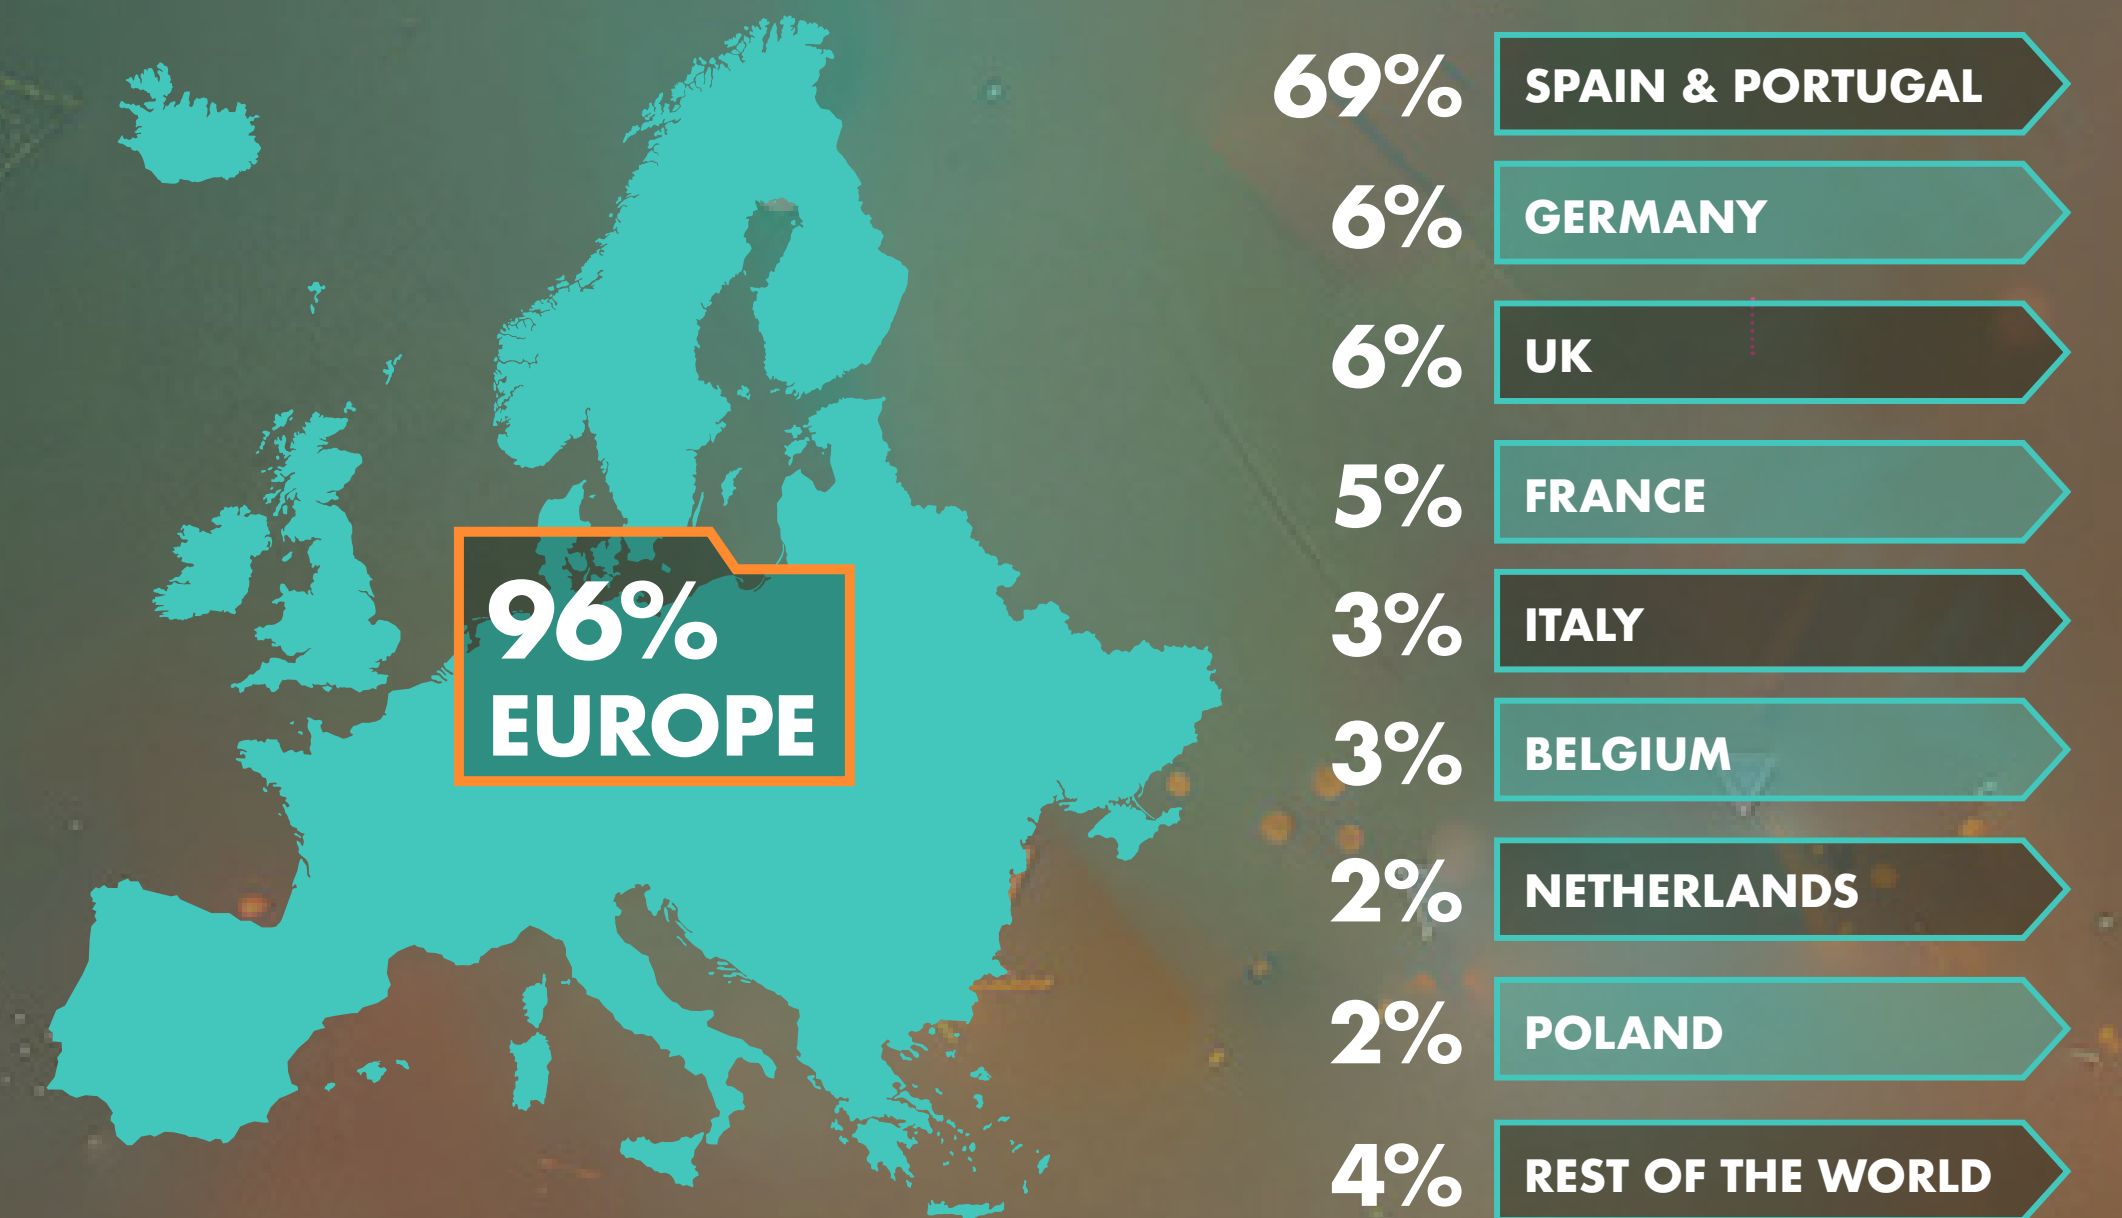 96%
EUROPE
69% SPAIN & PORTUGAL
6% GERMANY
6% UK
5% FRANCE
3% ITALY
3% BELGIUM
2% NETHERLANDS
2% POLAND
4% REST OF THE WORLD